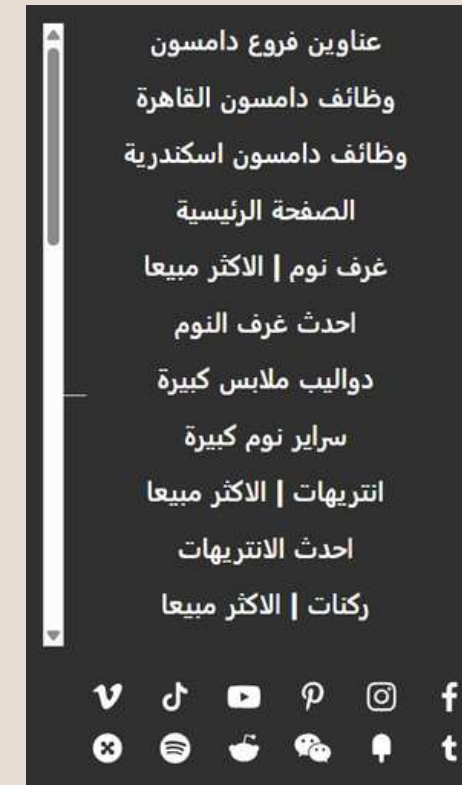 عناوين فروع دامسون
وظائف دامسون القاهرة
وظائف دامسون اسكندرية
الصفحة الرئيسية
غرف نوم | الاكثر مبيعا
احدث غرف النوم
دواليب ملابس كبيرة
سراير نوم كبيرة
انتريهات | الاكثر مبيعا
احدث الانتريهات
ركنات | الاكثر مبيعا